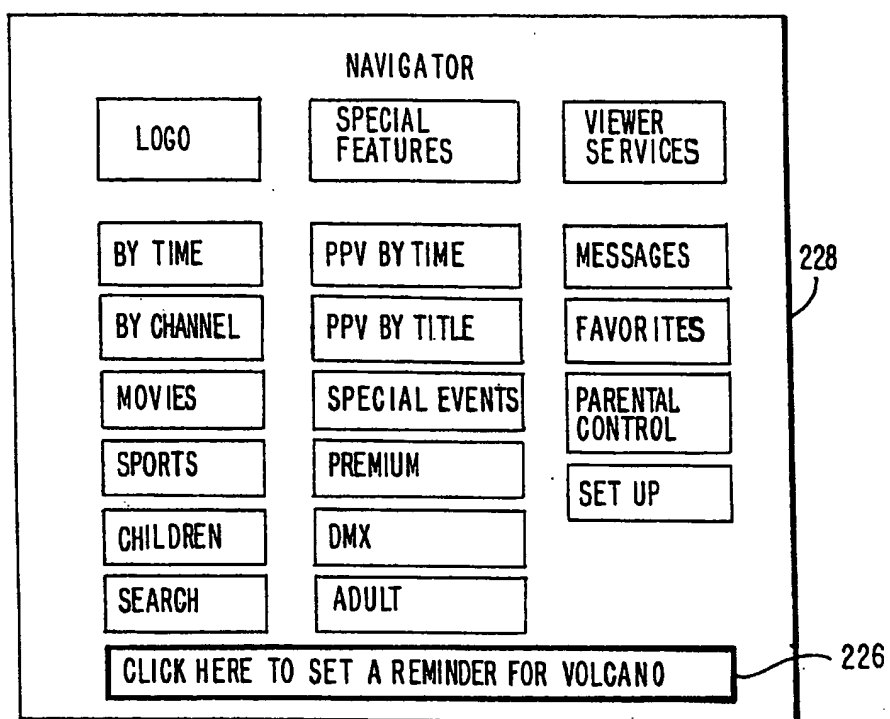 NAVIGATOR
LOGO
SPECIAL
FEATURES
VIEWER
SERVICES
BY TIME
PPV BY TIME
MESSAGES
228
BY CHANNEL
PPV BY TITLE
FAVORITES
MOVIES
SPECIAL EVENTS
PARENTAL
CONTROL
SPORTS
PREMIUM
SET UP
CHILDREN
DMX
SEARCH
ADULT
CLICK HERE TO SET A REMINDER FOR VOLCANO
226